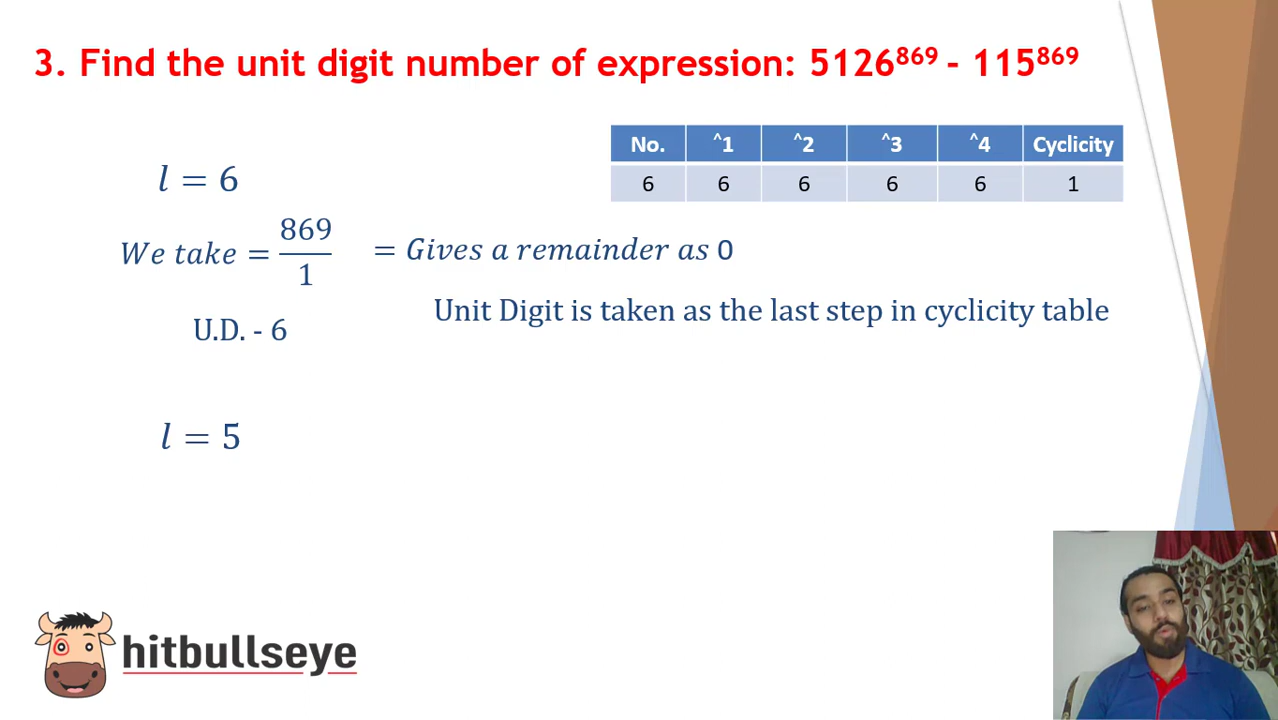 3. Find the unit digit number of expression: 5126⁸⁶⁹ - 115⁸⁶⁹
No. ^1 ^2 ^3 ^4 Cyclicity
6 6 6 6 6 1
l = 6
We take = 869/1 = Gives a remainder as 0
Unit Digit is taken as the last step in cyclicity table
U.D. - 6
l = 5
hitbullseye